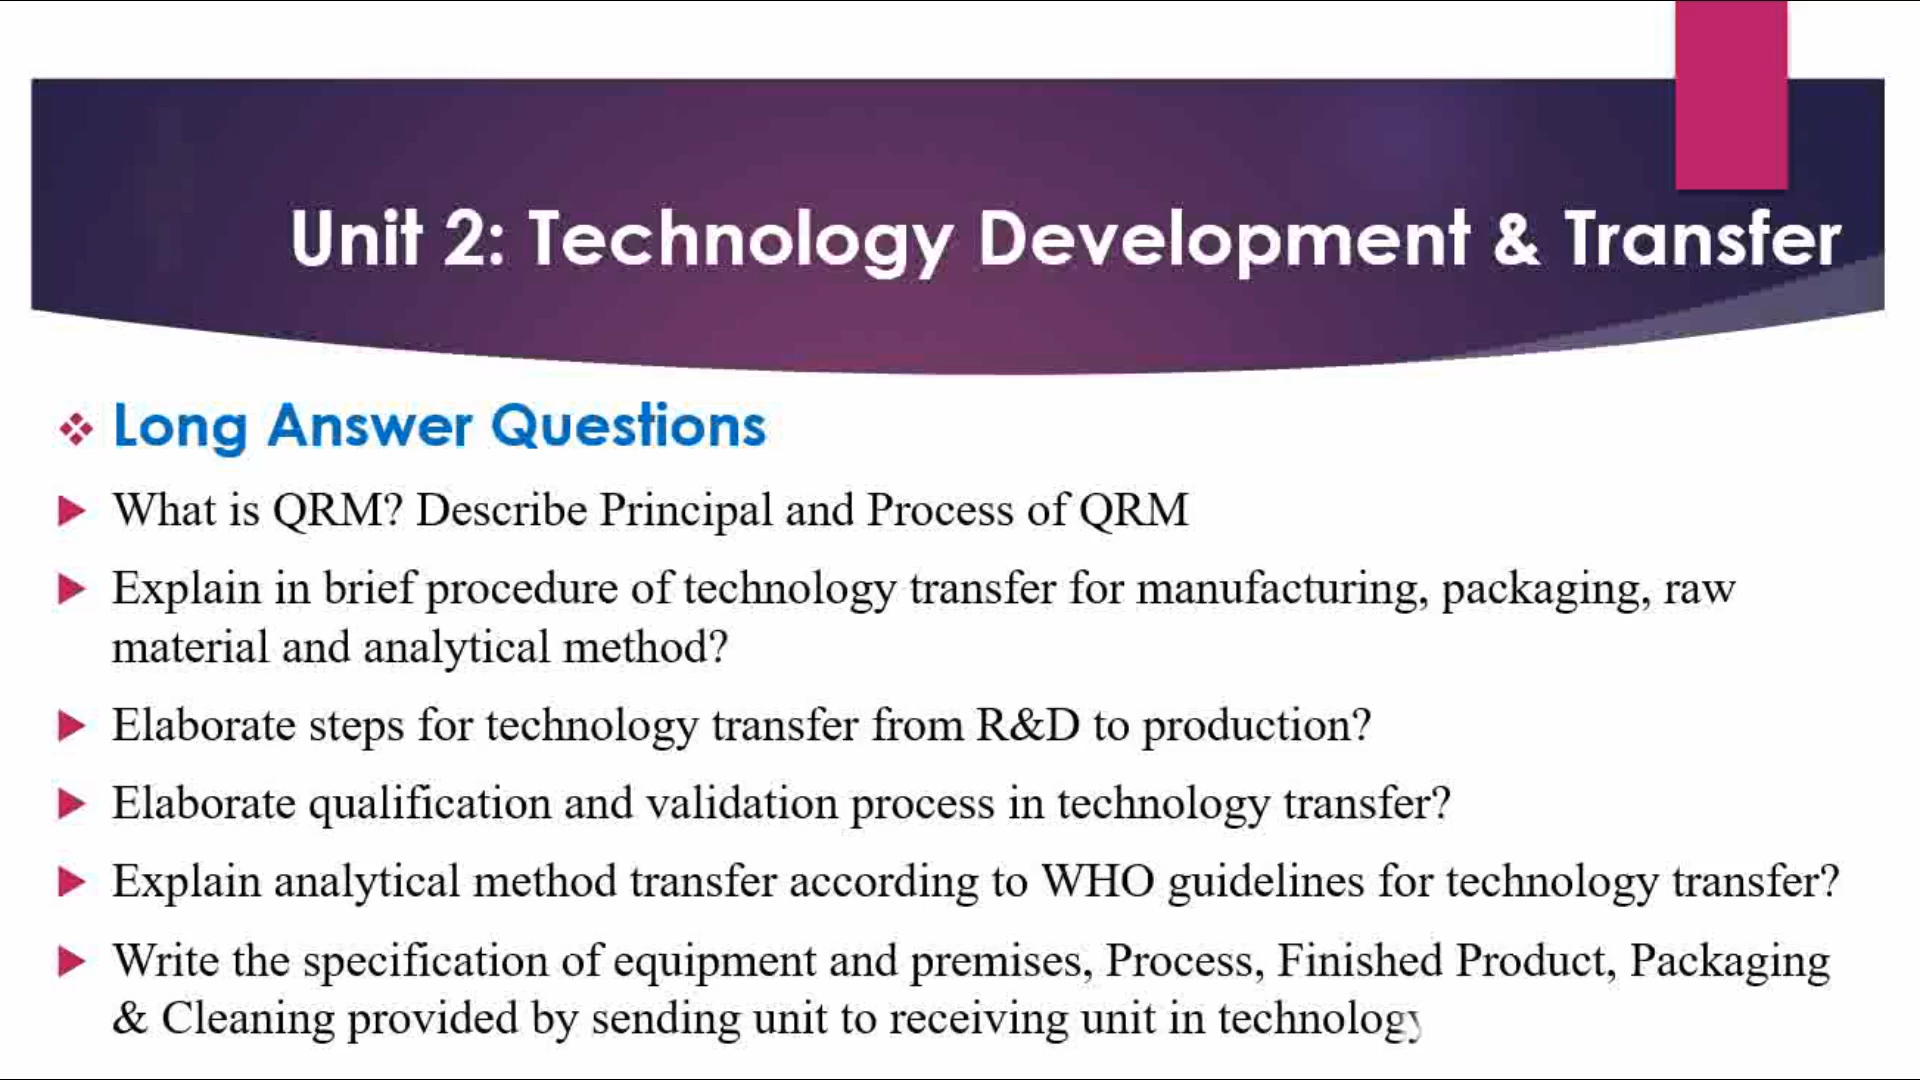 Unit 2: Technology Development & Transfer
Long Answer Questions
What is QRM? Describe Principal and Process of QRM
Explain in brief procedure of technology transfer for manufacturing, packaging, raw
material and analytical method?
Elaborate steps for technology transfer from R&D to production?
Elaborate qualification and validation process in technology transfer?
Explain analytical method transfer according to WHO guidelines for technology transfer?
Write the specification of equipment and premises, Process, Finished Product, Packaging
& Cleaning provided by sending unit to receiving unit in technology